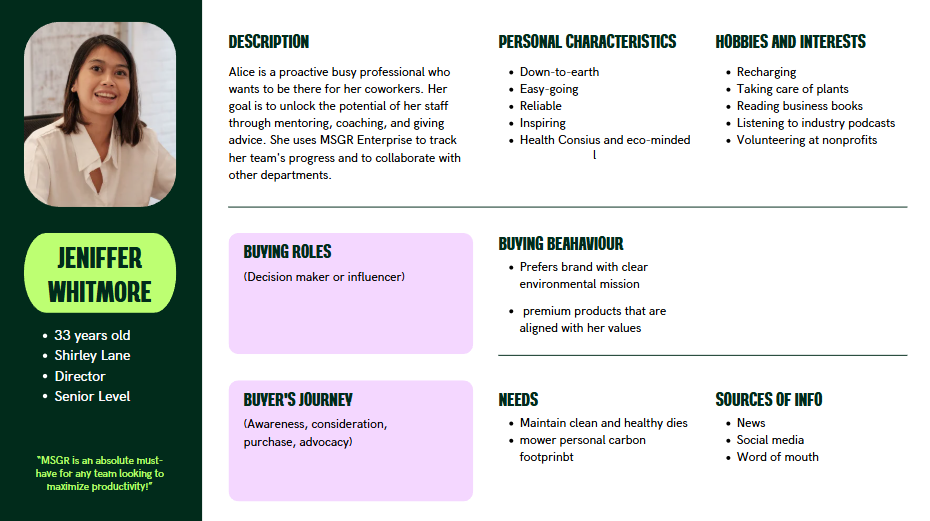 JENIFFER
WHITMORE
33 years old
Shirley Lane
Director
Senior Level
"MSGR is an absolute must-
have for any team looking to
maximize productivity!"
DESCRIPTION
Alice is a proactive busy professional who
wants to be there for her coworkers. Her
goal is to unlock the potential of her staff
through mentoring, coaching, and giving
advice. She uses MSGR Enterprise to track
her team's progress and to collaborate with
other departments.
PERSONAL CHARACTERISTICS
Down-to-earth
Easy-going
Reliable
Inspiring
Health Consius and eco-minded
l
HOBBIES AND INTERESTS
Recharging
Taking care of plants
Reading business books
Listening to industry podcasts
Volunteering at nonprofits
BUYING ROLES
(Decision maker or influencer)
BUYING BEAHAVIOUR
Prefers brand with clear
environmental mission
premium products that are
aligned with her values
BUYER'S JOURNEY
(Awareness, consideration,
purchase, advocacy)
NEEDS
Maintain clean and healthy dies
mower personal carbon
footprinbt
SOURCES OF INFO
News
Social media
Word of mouth